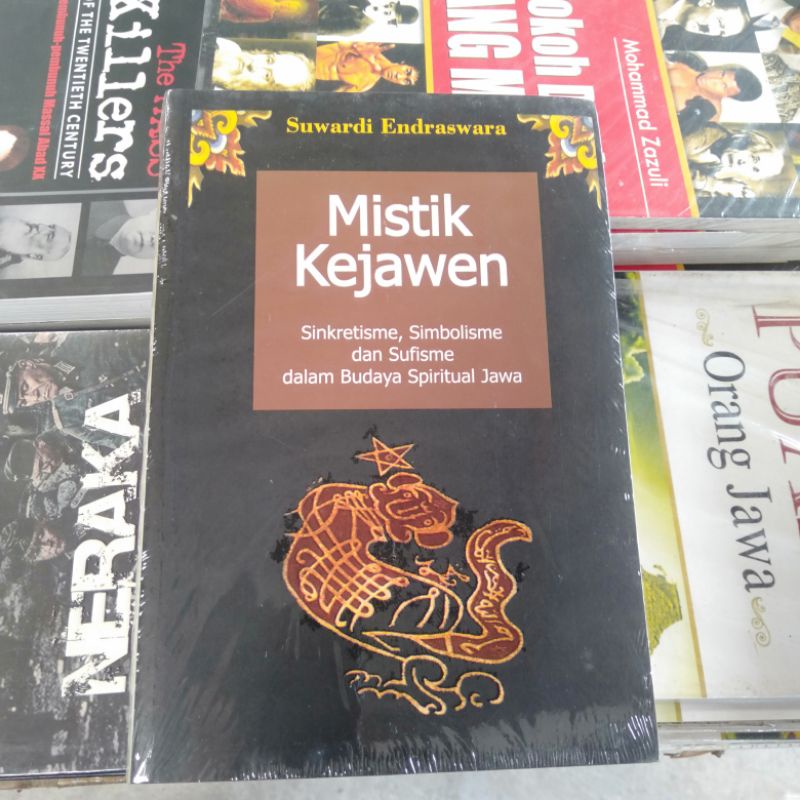 Suwardi Endraswara
Mistik
Kejawen
Sinkretisme, Simbolisme
dan Sufisme
dalam Budaya Spiritual Jawa
Killers
OF THE TWENTIETH CENTURY
Mohammad Zazuli
NERAKA
Orang Jawa